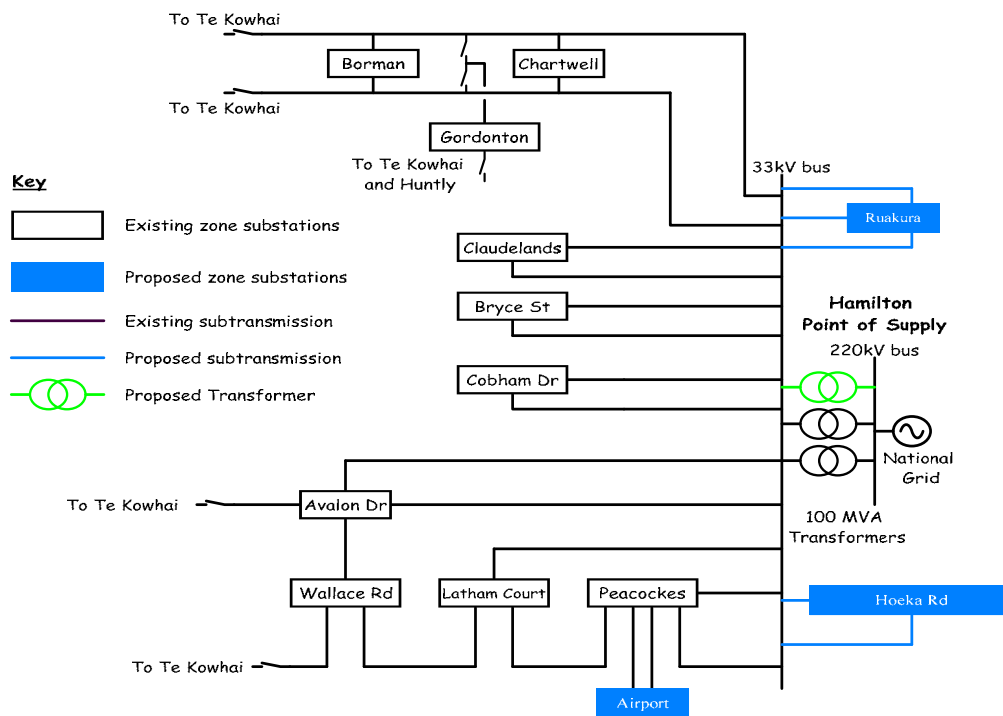 To Te Kowhai
Borman
Chartwell
To Te Kowhai
Gordonton
To Te Kowhai
and Huntly
33kV bus
Ruakura
Key
Existing zone substations
Proposed zone substations
Existing subtransmission
Proposed subtransmission
Proposed Transformer
Claudelands
Bryce St
Cobham Dr
Hamilton
Point of Supply
220kV bus
National
Grid
100 MVA
Transformers
To Te Kowhai
Avalon Dr
Wallace Rd
Latham Court
Peacockes
Hoeka Rd
To Te Kowhai
Airport